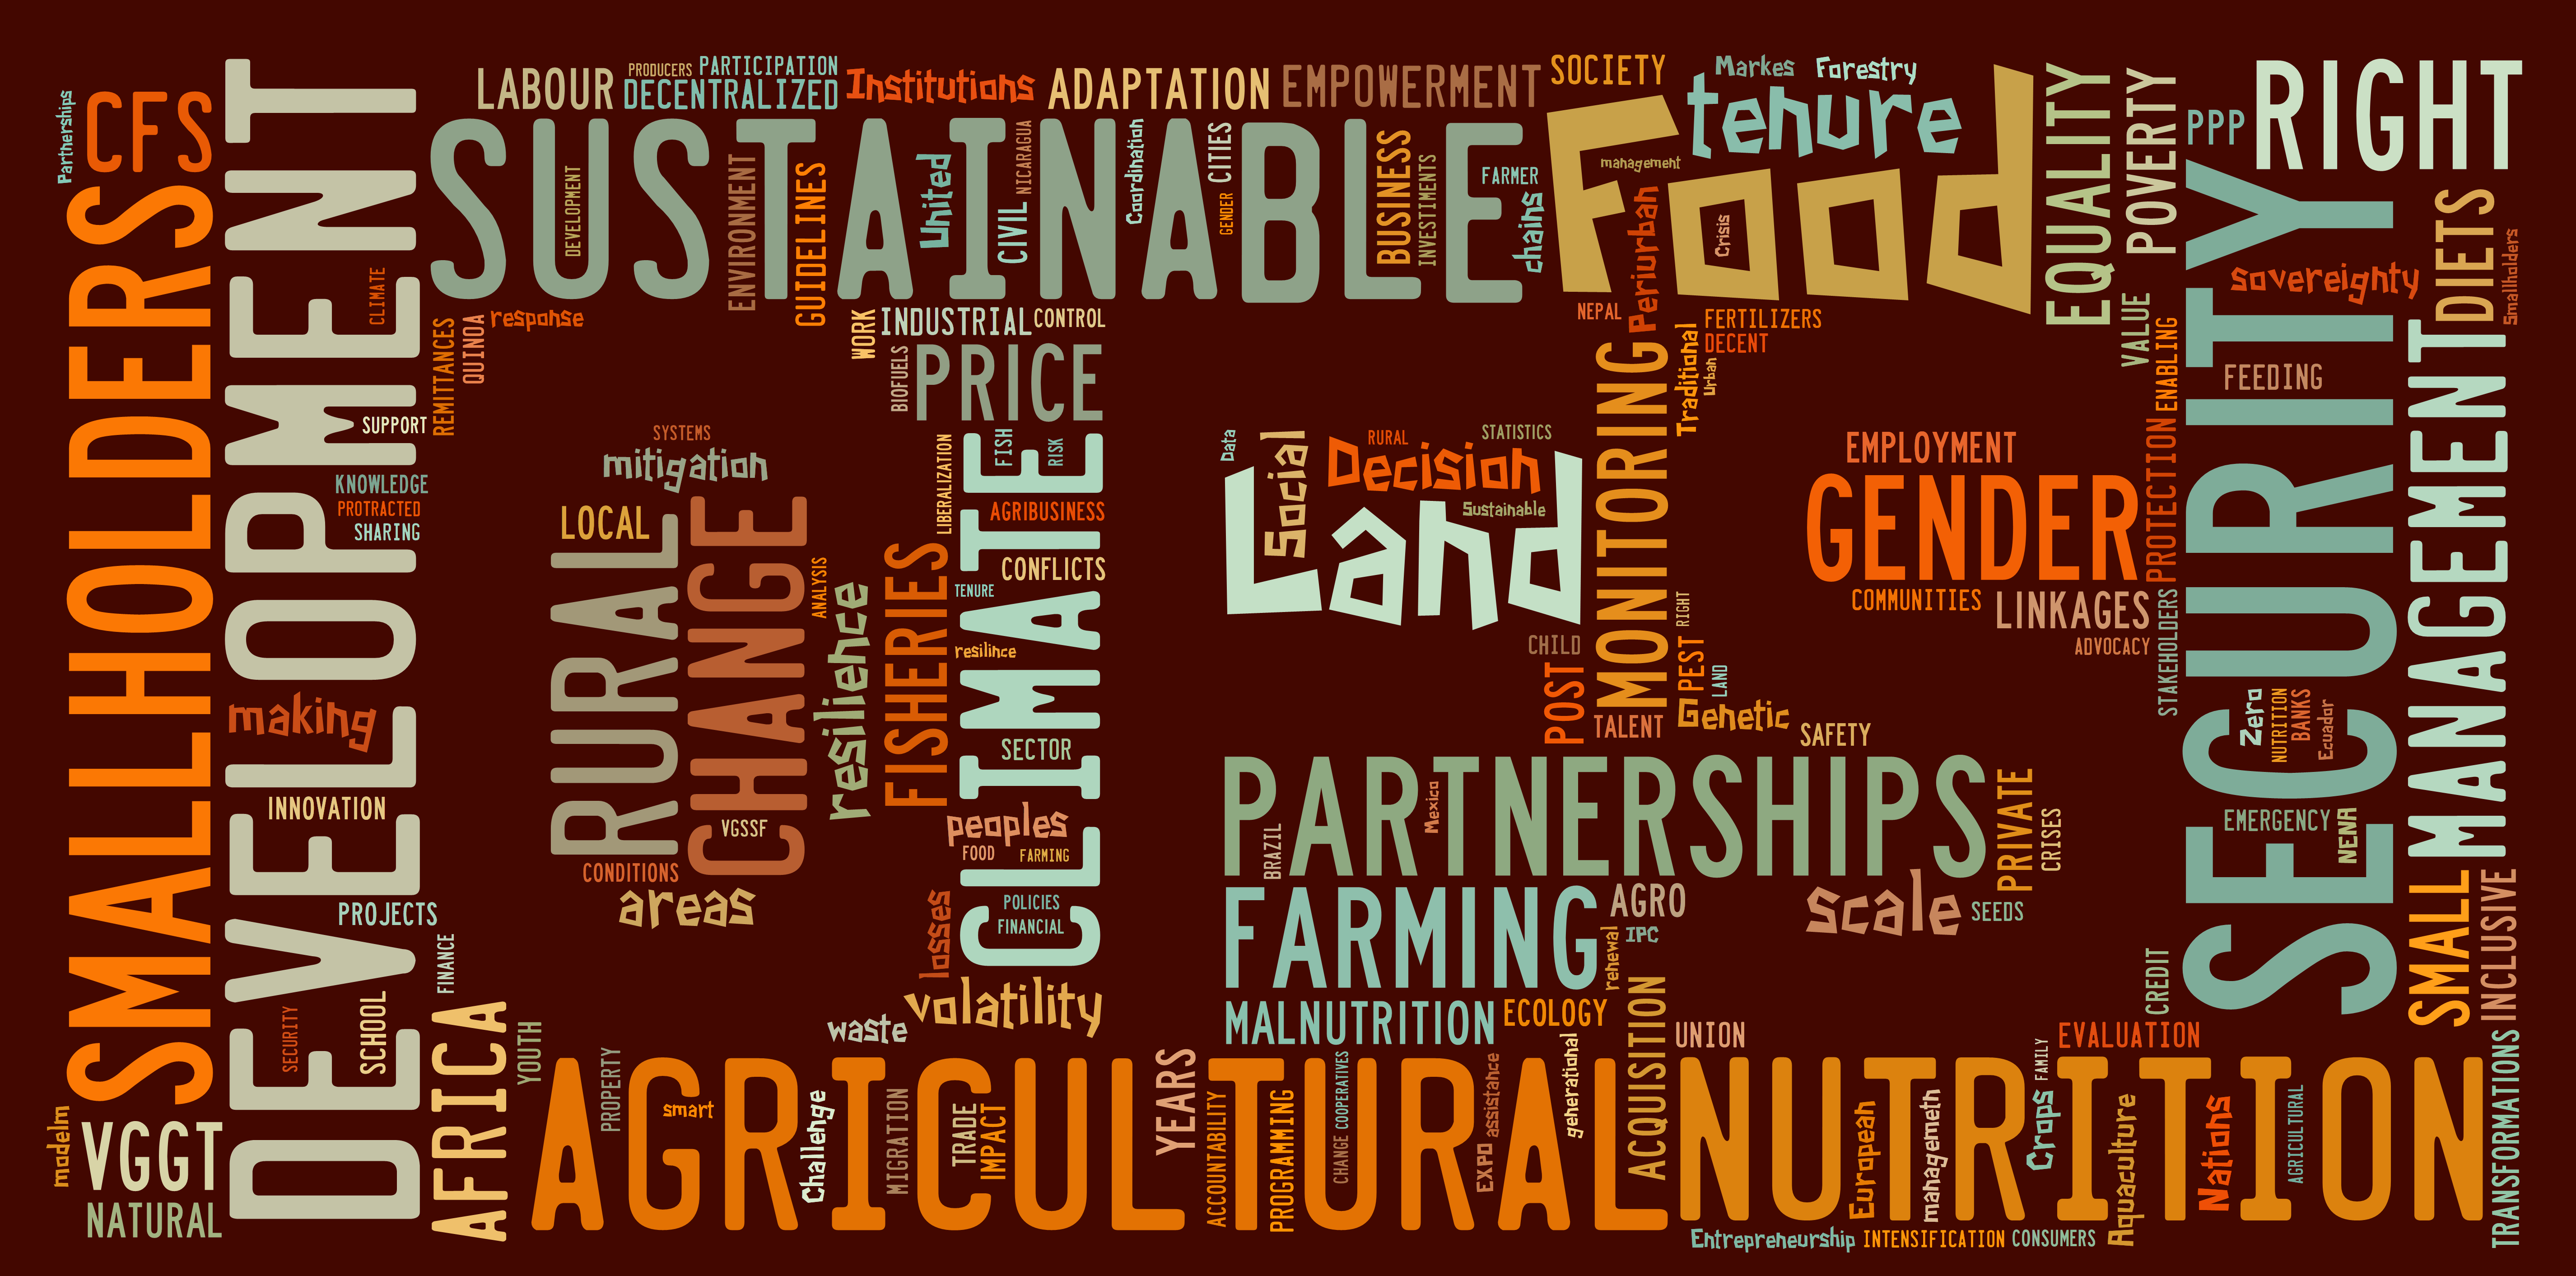 Partnerships
CFS
SMALLHOLDERS
modelm
VGGT
NATURAL
DEVELOPMENT
CLIMATE
SUPPORT
KNOWLEDGE
PROTRACTED
SHARING
making
INNOVATION
PROJECTS
SECURITY
SCHOOL
FINANCE
AFRICA
YOUTH
LABOUR
PRODUCERS
PARTICIPATION
DECENTRALIZED
Institutions
ADAPTATION
EMPOWERMENT
SOCIETY
SUSTAINABLE
DEVELOPMENT
ENVIRONMENT
GUIDELINES
United
CIVIL
NICARAGUA
Coordination
CITIES
GENDER
BUSINESS
INVESTIMENTS
FARMER
chains
REMITTANCES
QUINOA
response
WORK
INDUSTRIAL
CONTROL
BIOFUELS
PRICE
Food
management
Periurban
Crisis
NEPAL
Markes
Forestry
tenure
FERTILIZERS
DECENT
Traditional
Urban
EQUALITY
POVERTY
PPP
RIGHT
VALUE
ENABLING
SECURITY
sovereignty
DIETS
Smallholders
FEEDING
MANAGEMENT
SYSTEMS
mitigation
LOCAL
RURAL
CHANGE
VGSSF
CONDITIONS
areas
ANALYSIS
resilience
FISHERIES
LIBERALIZATION
FISH
RISK
CLIMATE
AGRIBUSINESS
CONFLICTS
TENURE
resilince
SECTOR
peoples
FOOD
FARMING
POLICIES
FINANCIAL
losses
volatility
waste
Data
Social
RURAL
STATISTICS
Decision
Sustainable
Land
CHILD
POST
MONITORING
TALENT
RIGHT
PEST
LAND
Genetic
SAFETY
EMPLOYMENT
GENDER
COMMUNITIES
LINKAGES
ADVOCACY
PROTECTION
STAKEHOLDERS
Zero
NUTRITION
BANKS
Ecuador
EMERGENCY
NENA
PARTNERSHIPS
BRAZIL
Mexico
PRIVATE
CRISES
FARMING
AGRO
IPC
renewal
scale
SEEDS
MALNUTRITION
ECOLOGY
ACQUISITION
UNION
EVALUATION
CREDIT
SMALL
INCLUSIVE
TRANSFORMATIONS
AGRICULTURAL
PROPERTY
smart
Challenge
MIGRATION
TRADE
IMPACT
YEARS
ACCOUNTABILITY
PROGRAMMING
CHANGE
COOPERATIVES
EXPO
assistance
generational
NUTRITION
European
management
Crops
FAMILY
Aquaculture
Nations
AGRICULTURAL
Entrepreneurship
INTENSIFICATION
CONSUMERS